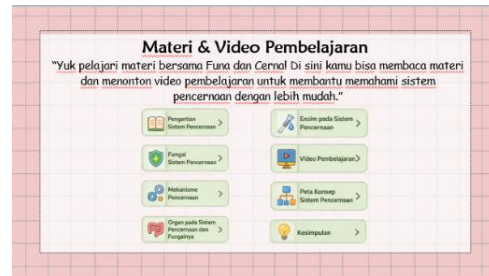 Materi & Video Pembelajaran
"Yuk pelajari materi bersama Funa dan Cerna! Di sini kamu bisa membaca materi
dan menonton video pembelajaran untuk membantu memahami sistem
pencernaan dengan lebih mudah."
Pengertian
Sistem Pencernaan
Fungsi
Sistem Pencernaan
Mekanisme
Pencernaan
Organ pada Sistem
Pencernaan dan
Fungsinya
Enzim pada Sistem
Pencernaan
Video Pembelajaran
Peta Konsep
Sistem Pencernaan
Kesimpulan